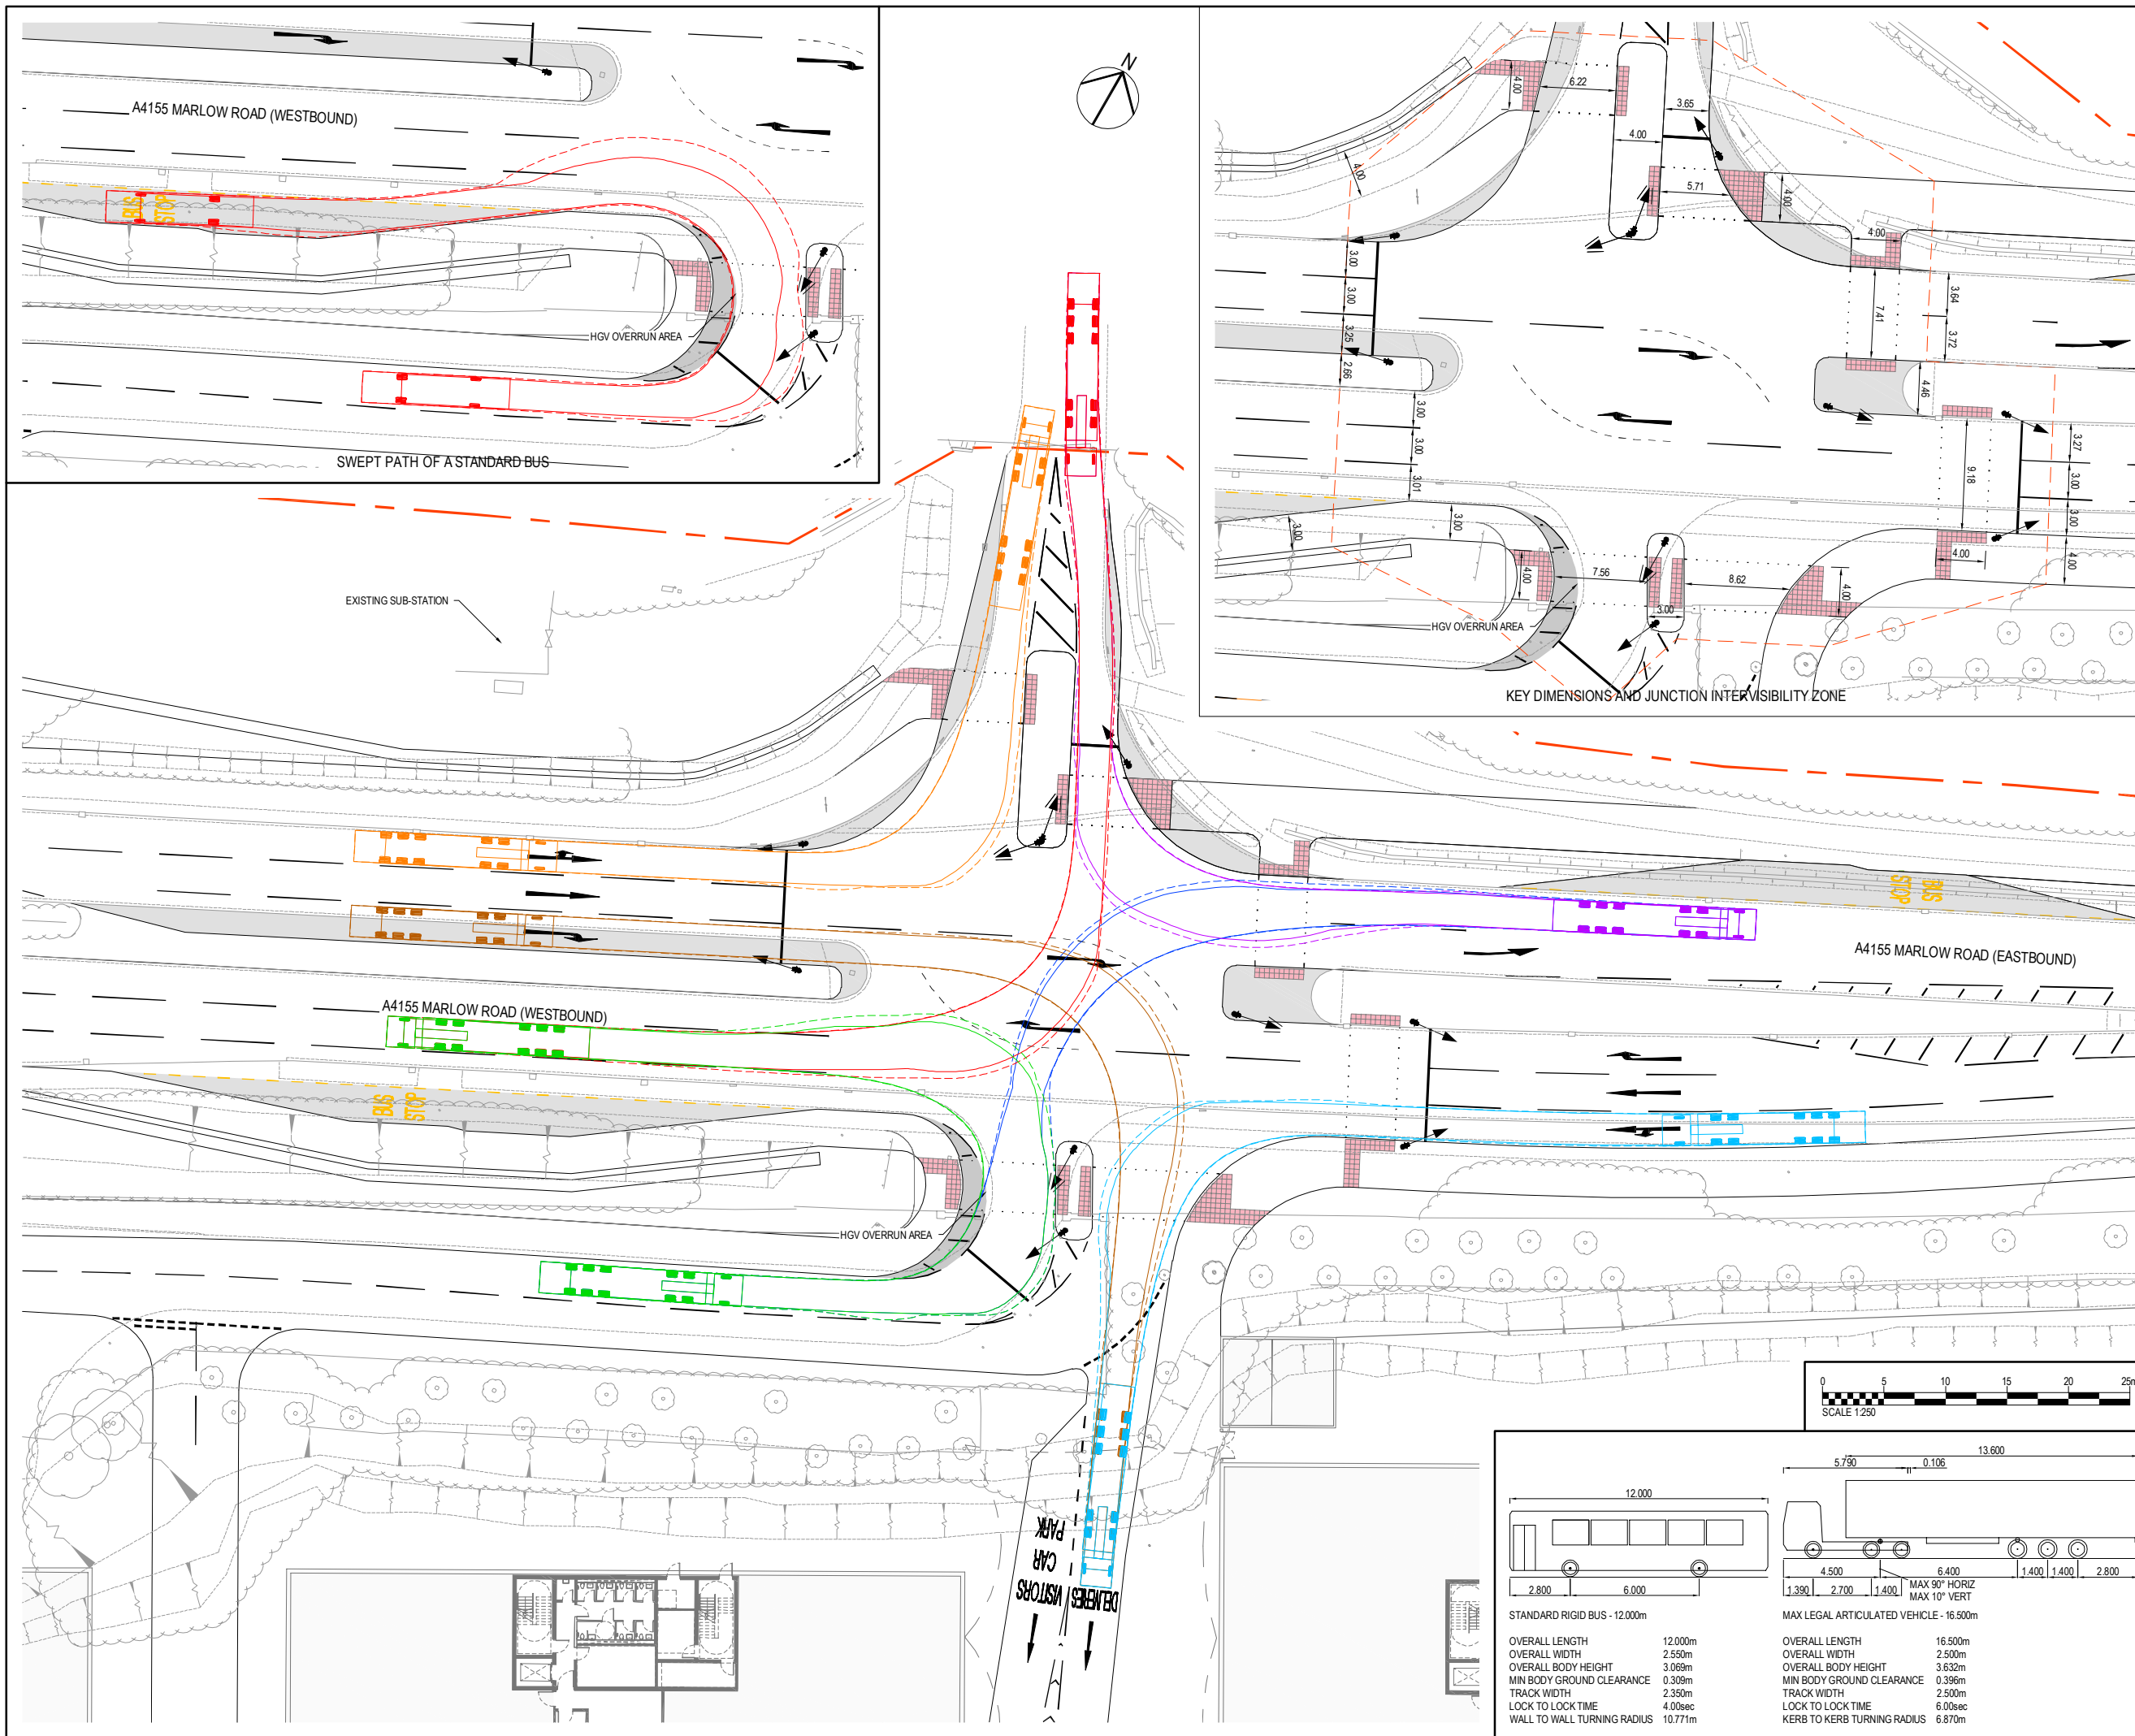 A4155 MARLOW ROAD (WESTBOUND)
BUS
STOP
HGV OVERRUN AREA
SWEPT PATH OF A STANDARD BUS
N
4.00
6.22
3.65
4.00
4.00
5.71
4.00
4.00
3.00
3.00
3.25
2.66
3.64
7.41
3.72
4.46
3.00
3.00
3.01
3.27
3.00
3.00
9.18
4.00
4.00
3.00
3.00
4.00
7.56
8.62
3.00
4.00
HGV OVERRUN AREA
KEY DIMENSIONS AND JUNCTION INTERVISIBILITY ZONE
EXISTING SUB-STATION
BUS
STOP
A4155 MARLOW ROAD (EASTBOUND)
A4155 MARLOW ROAD (WESTBOUND)
BUS
STOP
HGV OVERRUN AREA
PARK
CAR
VISITORS
DELIVERIES
0 5 10 15 20 25m
SCALE 1:250
12.000
2.800 6.000
13.600
5.790 0.106
4.500 6.400 1.400 1.400 2.800
1.390 2.700 1.400
MAX 90° HORIZ
MAX 10° VERT
STANDARD RIGID BUS - 12.000m
OVERALL LENGTH 12.000m
OVERALL WIDTH 2.550m
OVERALL BODY HEIGHT 3.069m
MIN BODY GROUND CLEARANCE 0.309m
TRACK WIDTH 2.350m
LOCK TO LOCK TIME 4.00sec
WALL TO WALL TURNING RADIUS 10.771m
MAX LEGAL ARTICULATED VEHICLE - 16.500m
OVERALL LENGTH 16.500m
OVERALL WIDTH 2.500m
OVERALL BODY HEIGHT 3.632m
MIN BODY GROUND CLEARANCE 0.396m
TRACK WIDTH 2.500m
LOCK TO LOCK TIME 6.00sec
KERB TO KERB TURNING RADIUS 6.870m